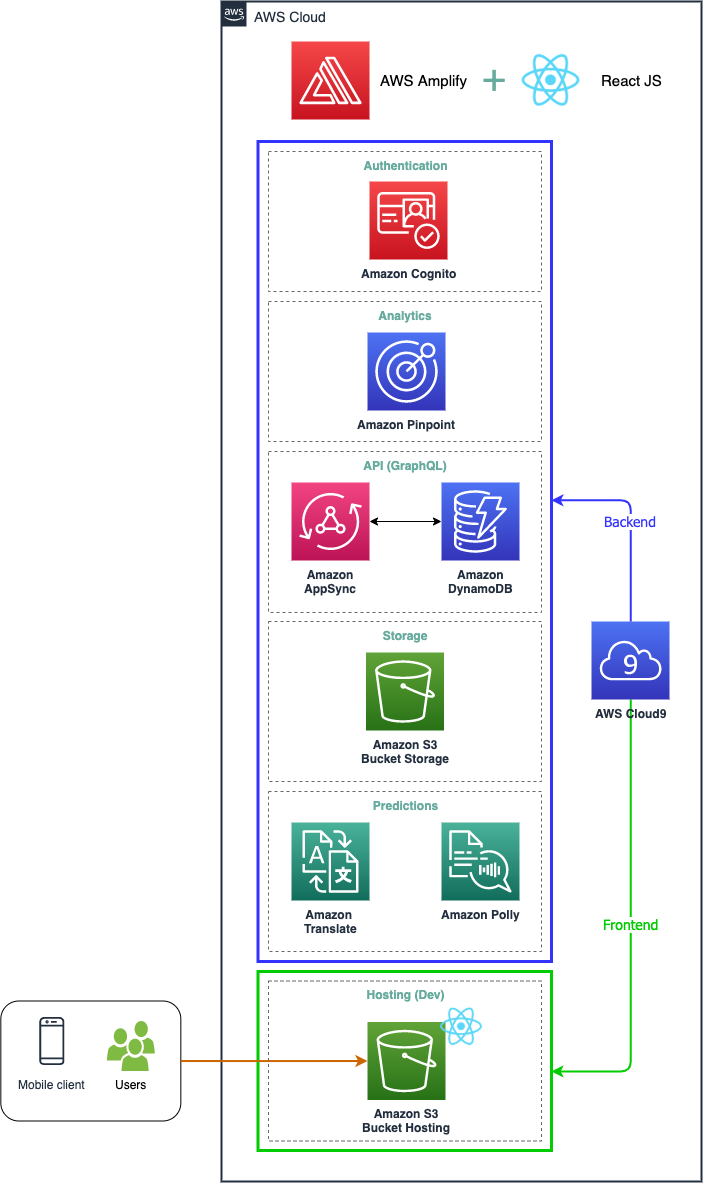 aws
AWS Cloud
AWS Amplify
+
React JS
Authentication
Amazon Cognito
Analytics
Amazon Pinpoint
API (GraphQL)
Amazon
AppSync
Amazon
DynamoDB
Backend
Storage
Amazon S3
Bucket Storage
9
AWS Cloud9
Predictions
A
文
Amazon
Translate
Amazon Polly
Frontend
Hosting (Dev)
Amazon S3
Bucket Hosting
Mobile client
Users